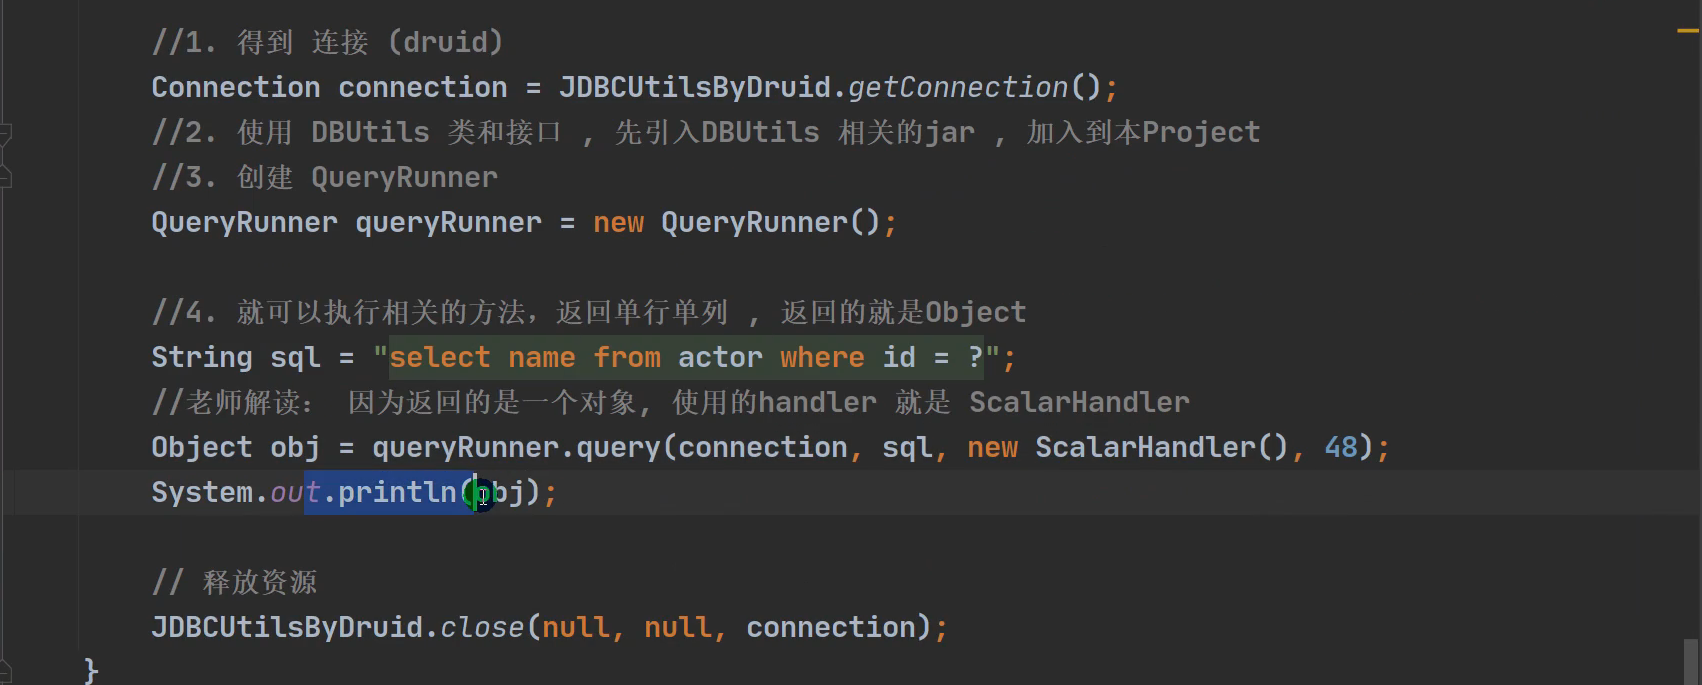 //1. 得到 连接 (druid)
Connection connection = JDBCUtilsByDruid.getConnection();
//2. 使用 DBUtils 类和接口 , 先引入DBUtils 相关的jar , 加入到本Project
//3. 创建 QueryRunner
QueryRunner queryRunner = new QueryRunner();
//4. 就可以执行相关的方法，返回单行单列 , 返回的就是Object
String sql = "select name from actor where id = ?";
//老师解读： 因为返回的是一个对象, 使用的handler 就是 ScalarHandler
Object obj = queryRunner.query(connection, sql, new ScalarHandler(), 48);
System.out.println(obj);
// 释放资源
JDBCUtilsByDruid.close(null, null, connection);
}